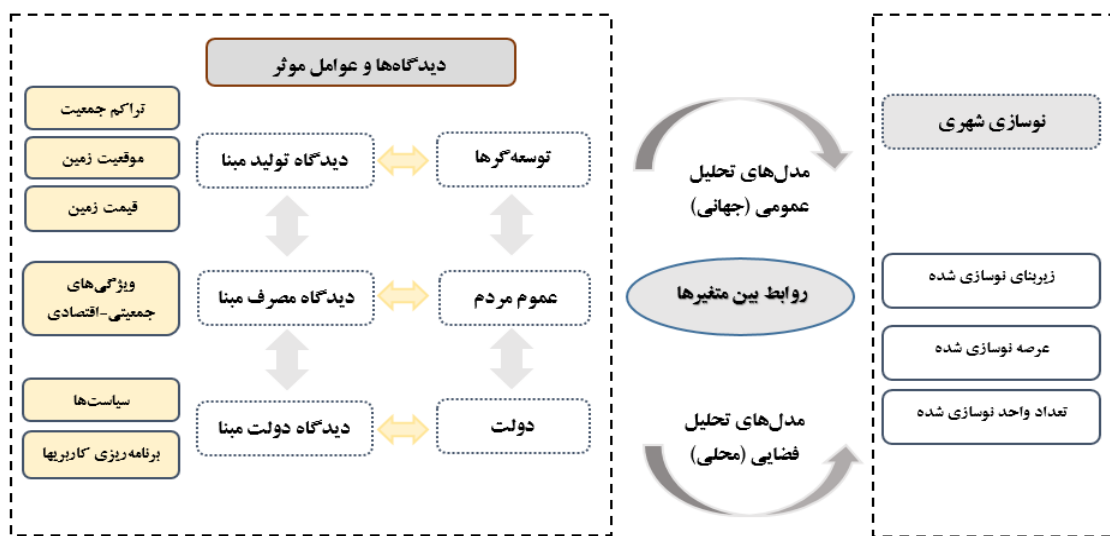 دیدگاه‌ها و عوامل موثر
نوسازی شهری
تراکم جمعیت
موقعیت زمین
قیمت زمین
دیدگاه تولید مبنا
توسعه‌گرها
مدل‌های تحلیل
عمومی (جهانی)
ویژگی‌های
جمعیتی-اقتصادی
دیدگاه مصرف مبنا
عموم مردم
روابط بین متغیرها
زیربنای نوسازی شده
عرصه نوسازی شده
تعداد واحد نوسازی شده
سیاست‌ها
برنامه‌ریزی کاربریها
دیدگاه دولت مبنا
دولت
مدل‌های تحلیل
فضایی (محلی)